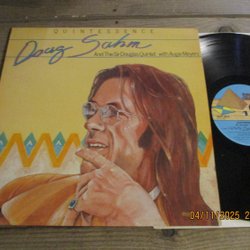 QUINTESSENCE
Doug Sahm
And The Sir Douglas Quintet with Augie Meyers
04/11/2025